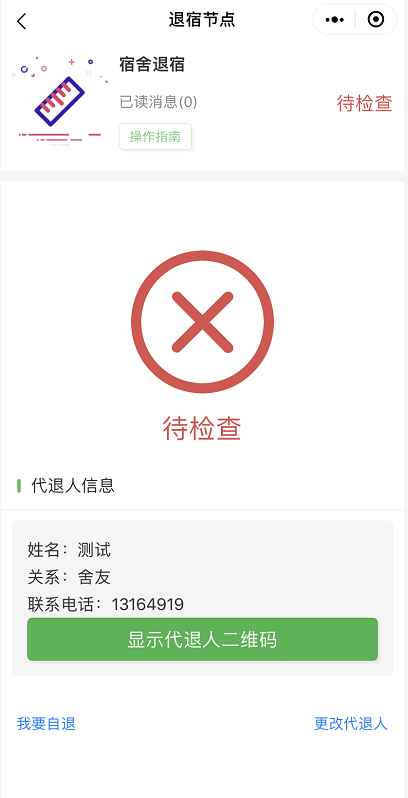 退宿节点
宿舍退宿
已读消息(0)
待检查
操作指南
待检查
代退人信息
姓名：测试
关系：舍友
联系电话：13164919
显示代退人二维码
我要自退
更改代退人